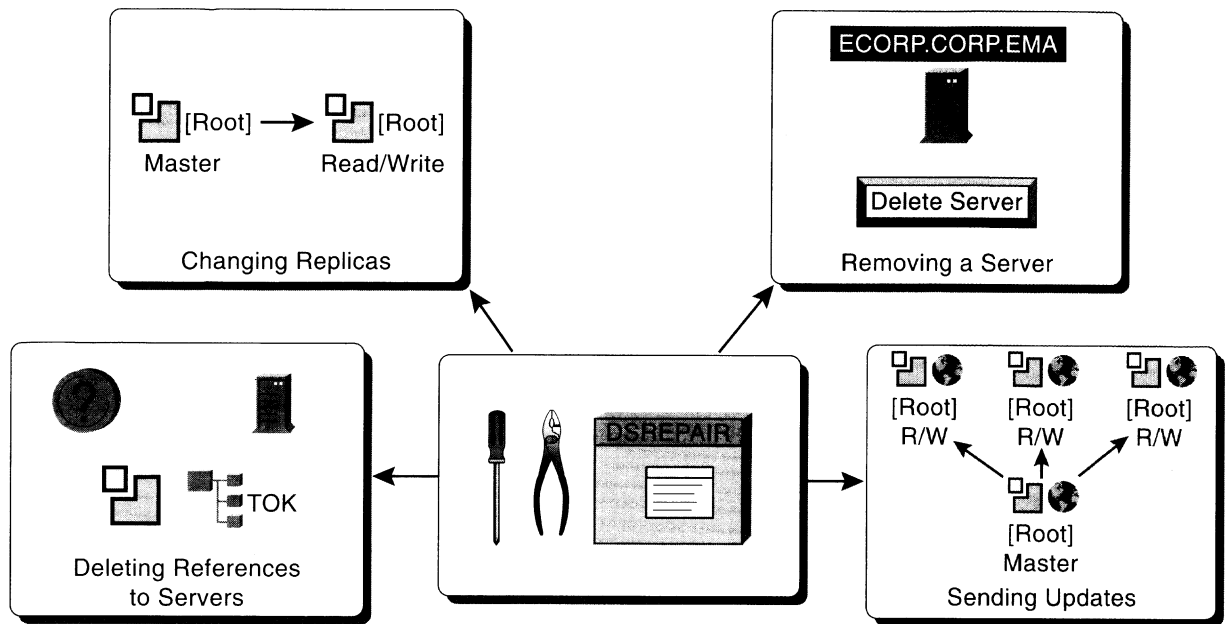 [Root]
[Root]
Master
Read/Write
Changing Replicas
ECORP.CORP.EMA
Delete Server
Removing a Server
?
TOK
Deleting References
to Servers
DSREPAIR
[Root]
[Root]
[Root]
R/W
R/W
R/W
[Root]
Master
Sending Updates